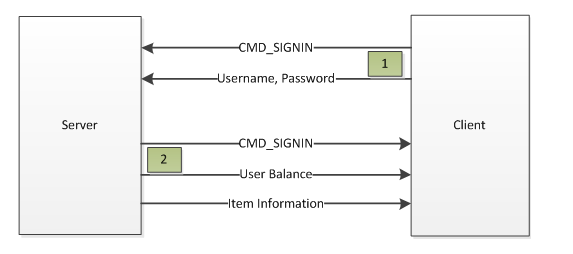 CMD_SIGNIN
1
Username, Password
Server
Client
CMD_SIGNIN
2
User Balance
Item Information